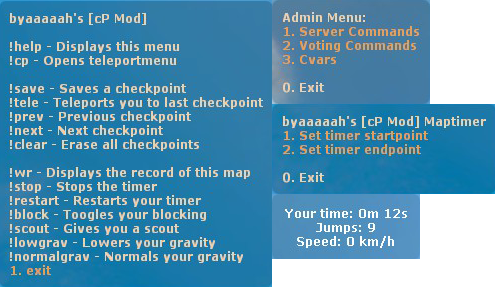 byaaaaah's [cP Mod]
!help - Displays this menu
!cp - Opens teleportmenu
!save - Saves a checkpoint
!tele - Teleports you to last checkpoint
!prev - Previous checkpoint
!next - Next checkpoint
!clear - Erase all checkpoints
!wr - Displays the record of this map
!stop - Stops the timer
!restart - Restarts your timer
!block - Toogles your blocking
!scout - Gives you a scout
!lowgrav - Lowers your gravity
!normalgrav - Normals your gravity
1. exit
Admin Menu:
1. Server Commands
2. Voting Commands
3. Cvars
0. Exit
byaaaaah's [cP Mod] Maptimer
1. Set timer startpoint
2. Set timer endpoint
0. Exit
Your time: 0m 12s
Jumps: 9
Speed: 0 km/h